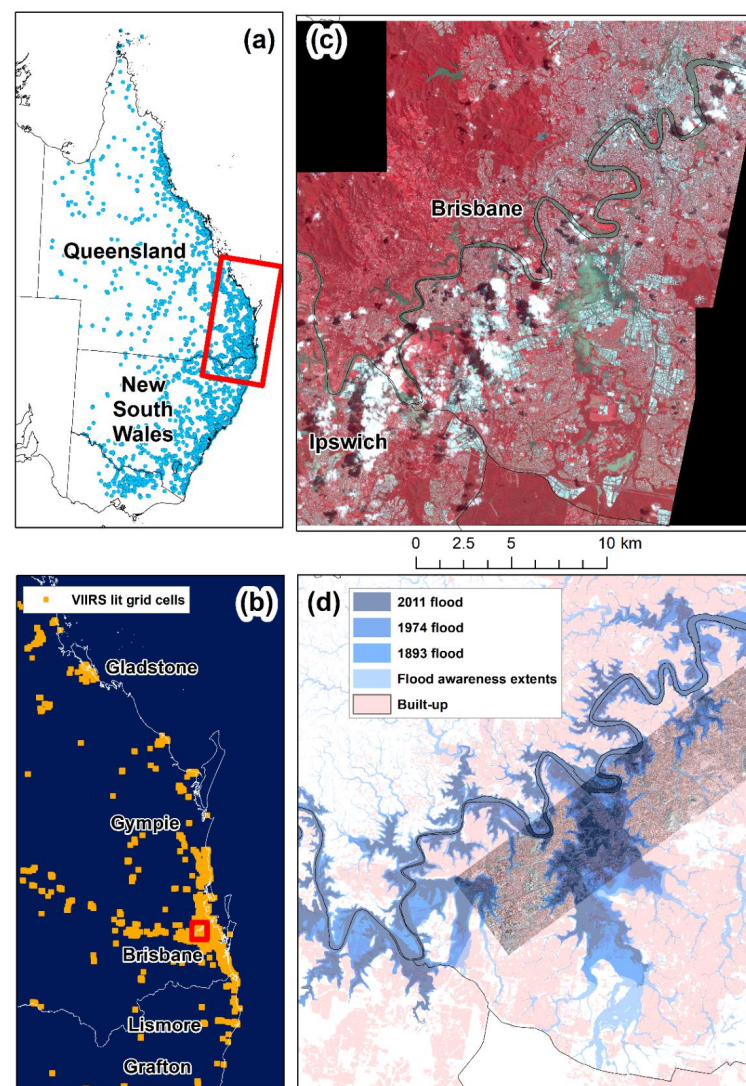 (a)
Queensland
New
South
Wales
(c)
Brisbane
Ipswich
0 2.5 5 10 km
(b)
VIIRS lit grid cells
Gladstone
Gympie
Brisbane
Lismore
Grafton
(d)
2011 flood
1974 flood
1893 flood
Flood awareness extents
Built-up